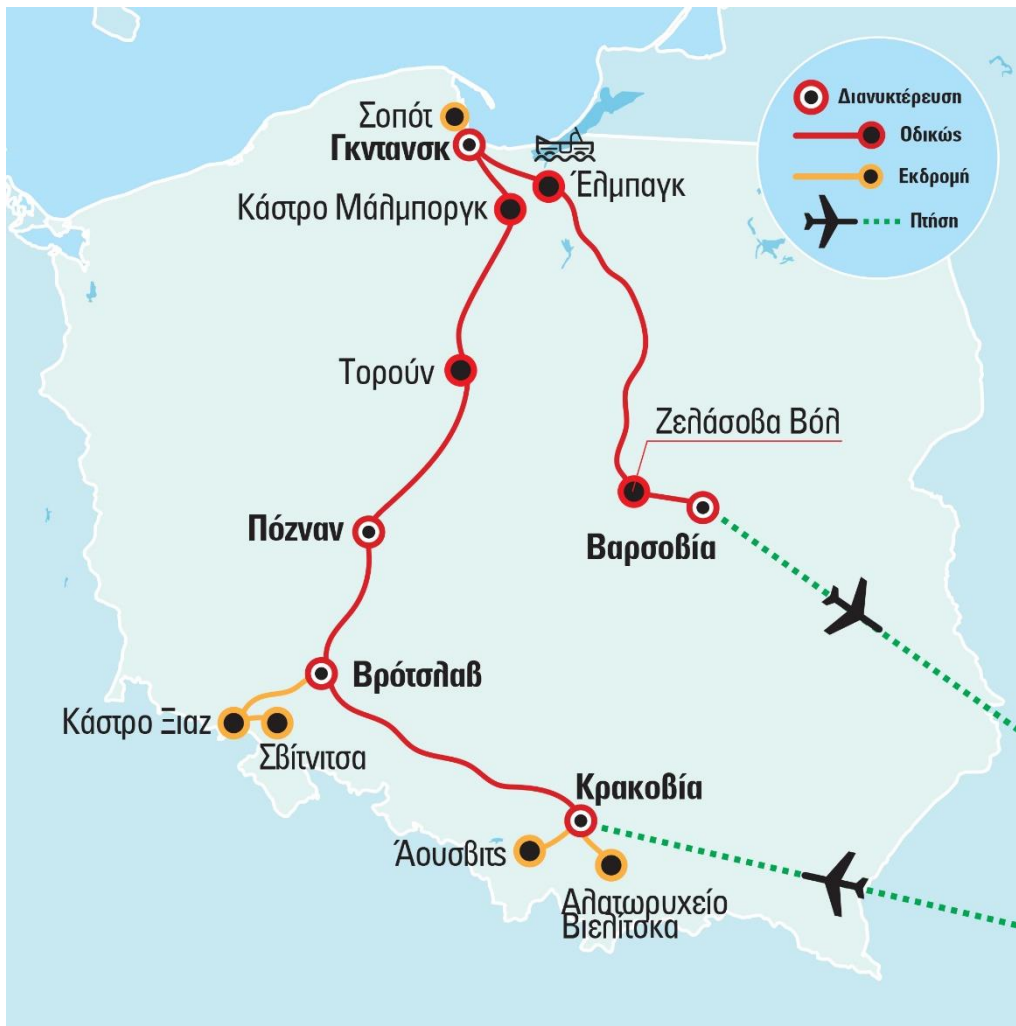 Διανυκτέρευση
Οδικώς
Εκδρομή
Πτήση
Σοπότ
Γκντανσκ
Έλμπαγκ
Κάστρο Μάλμποργκ
Τορούν
Ζελάσοβα Βόλ
Πόζναν
Βαρσοβία
Βρότσλαβ
Κάστρο Ξιαζ
Σβίτνιτσα
Κρακοβία
Άουσβιτς
Αλατωρυχείο
Βιελίτσκα